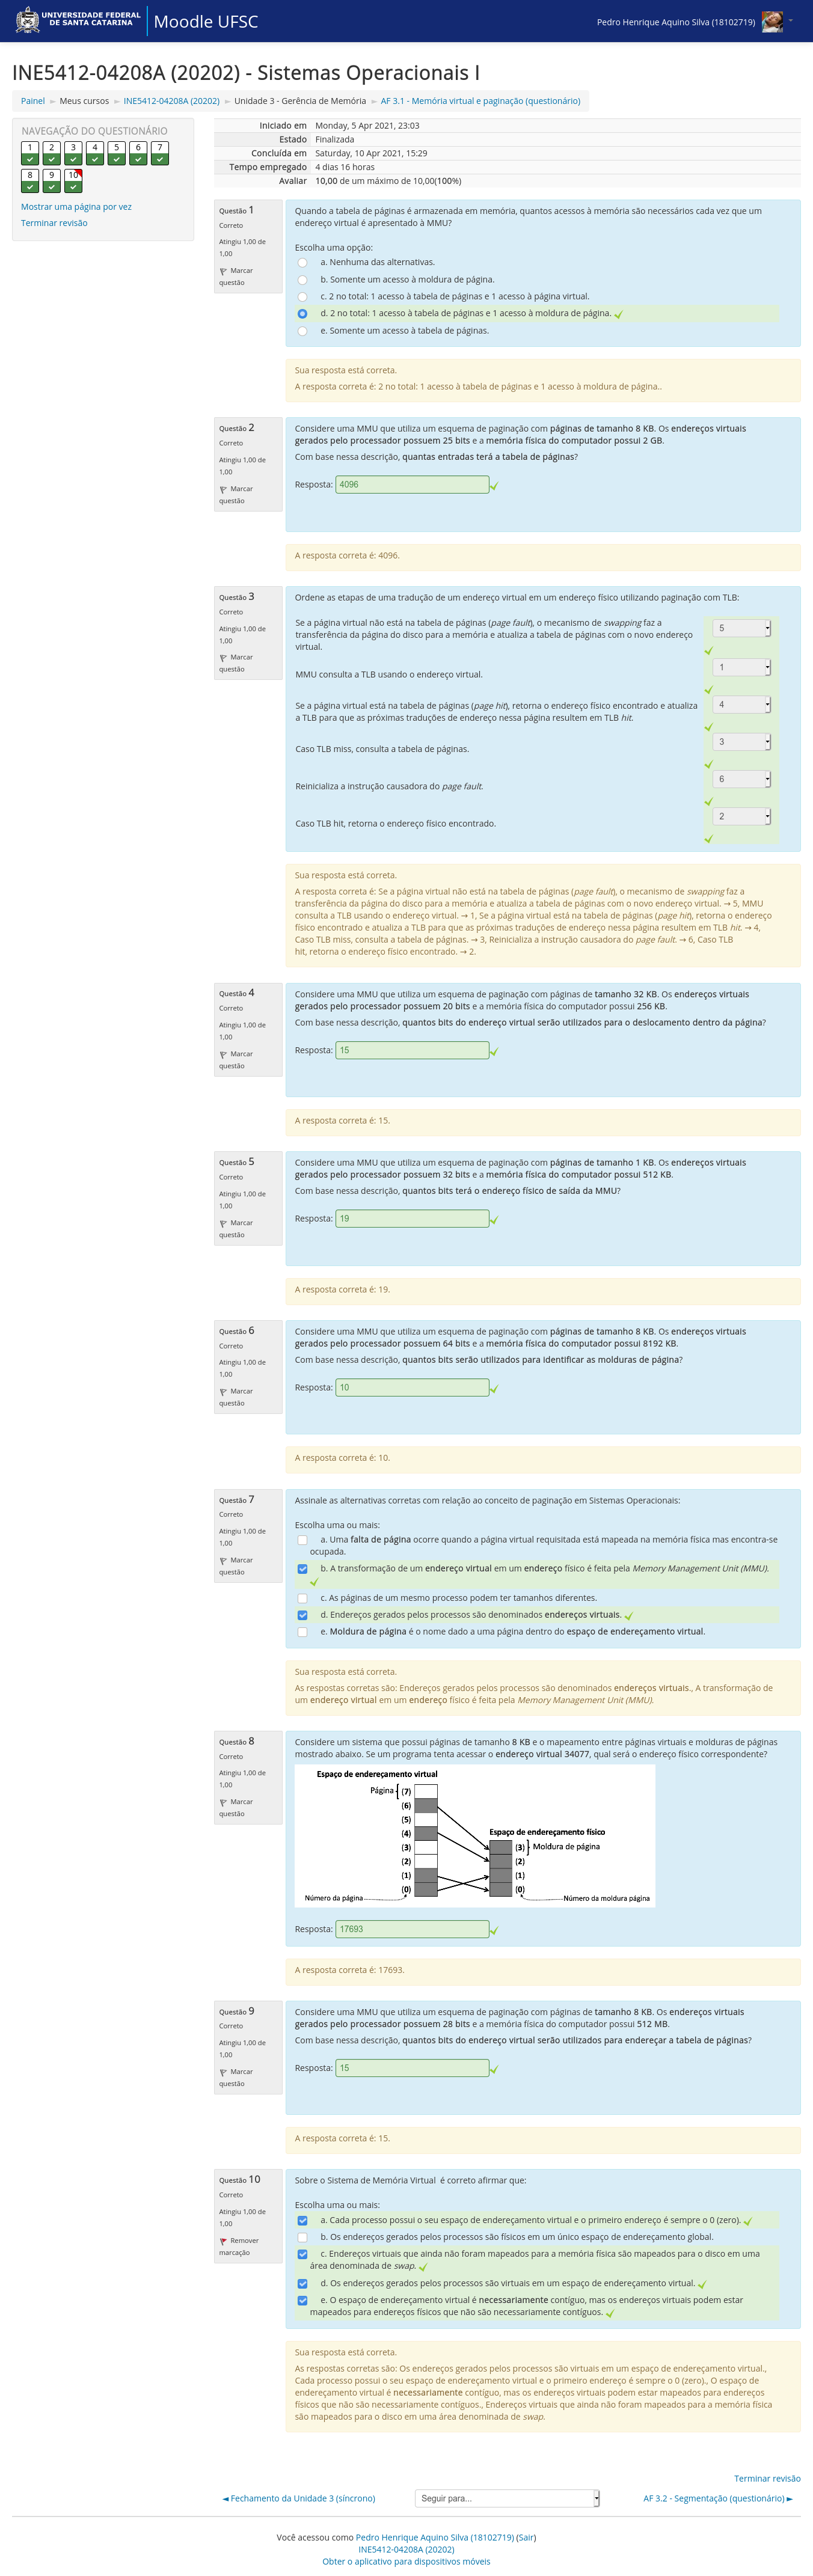 UNIVERSIDADE FEDERAL
DE SANTA CATARINA
Moodle UFSC
Pedro Henrique Aquino Silva (18102719)
INE5412-04208A (20202) - Sistemas Operacionais I
Painel ► Meus cursos ► INE5412-04208A (20202) ► Unidade 3 - Gerência de Memória ► AF 3.1 - Memória virtual e paginação (questionário)
NAVEGAÇÃO DO QUESTIONÁRIO
1 2 3 4 5 6 7
8 9 10
Mostrar uma página por vez
Terminar revisão
Iniciado em Monday, 5 Apr 2021, 23:03
Estado Finalizada
Concluída em Saturday, 10 Apr 2021, 15:29
Tempo empregado 4 dias 16 horas
Avaliar 10,00 de um máximo de 10,00(100%)
Questão 1
Correto
Atingiu 1,00 de
1,00
Marcar
questão
Quando a tabela de páginas é armazenada em memória, quantos acessos à memória são necessários cada vez que um
endereço virtual é apresentado à MMU?
Escolha uma opção:
a. Nenhuma das alternativas.
b. Somente um acesso à moldura de página.
c. 2 no total: 1 acesso à tabela de páginas e 1 acesso à página virtual.
d. 2 no total: 1 acesso à tabela de páginas e 1 acesso à moldura de página.
e. Somente um acesso à tabela de páginas.
Sua resposta está correta.
A resposta correta é: 2 no total: 1 acesso à tabela de páginas e 1 acesso à moldura de página..
Questão 2
Correto
Atingiu 1,00 de
1,00
Marcar
questão
Considere uma MMU que utiliza um esquema de paginação com páginas de tamanho 8 KB. Os endereços virtuais
gerados pelo processador possuem 25 bits e a memória física do computador possui 2 GB.
Com base nessa descrição, quantas entradas terá a tabela de páginas?
Resposta: 4096
A resposta correta é: 4096.
Questão 3
Correto
Atingiu 1,00 de
1,00
Marcar
questão
Ordene as etapas de uma tradução de um endereço virtual em um endereço físico utilizando paginação com TLB:
Se a página virtual não está na tabela de páginas (page fault), o mecanismo de swapping faz a
transferência da página do disco para a memória e atualiza a tabela de páginas com o novo endereço
virtual.
5
MMU consulta a TLB usando o endereço virtual.
1
Se a página virtual está na tabela de páginas (page hit), retorna o endereço físico encontrado e atualiza
a TLB para que as próximas traduções de endereço nessa página resultem em TLB hit.
4
Caso TLB miss, consulta a tabela de páginas.
3
Reinicializa a instrução causadora do page fault.
6
Caso TLB hit, retorna o endereço físico encontrado.
2
Sua resposta está correta.
A resposta correta é: Se a página virtual não está na tabela de páginas (page fault), o mecanismo de swapping faz a
transferência da página do disco para a memória e atualiza a tabela de páginas com o novo endereço virtual. → 5, MMU
consulta a TLB usando o endereço virtual. → 1, Se a página virtual está na tabela de páginas (page hit), retorna o endereço
físico encontrado e atualiza a TLB para que as próximas traduções de endereço nessa página resultem em TLB hit. → 4,
Caso TLB miss, consulta a tabela de páginas. → 3, Reinicializa a instrução causadora do page fault. → 6, Caso TLB
hit, retorna o endereço físico encontrado. → 2.
Questão 4
Correto
Atingiu 1,00 de
1,00
Marcar
questão
Considere uma MMU que utiliza um esquema de paginação com páginas de tamanho 32 KB. Os endereços virtuais
gerados pelo processador possuem 20 bits e a memória física do computador possui 256 KB.
Com base nessa descrição, quantos bits do endereço virtual serão utilizados para o deslocamento dentro da página?
Resposta: 15
A resposta correta é: 15.
Questão 5
Correto
Atingiu 1,00 de
1,00
Marcar
questão
Considere uma MMU que utiliza um esquema de paginação com páginas de tamanho 1 KB. Os endereços virtuais
gerados pelo processador possuem 32 bits e a memória física do computador possui 512 KB.
Com base nessa descrição, quantos bits terá o endereço físico de saída da MMU?
Resposta: 19
A resposta correta é: 19.
Questão 6
Correto
Atingiu 1,00 de
1,00
Marcar
questão
Considere uma MMU que utiliza um esquema de paginação com páginas de tamanho 8 KB. Os endereços virtuais
gerados pelo processador possuem 64 bits e a memória física do computador possui 8192 KB.
Com base nessa descrição, quantos bits serão utilizados para identificar as molduras de página?
Resposta: 10
A resposta correta é: 10.
Questão 7
Correto
Atingiu 1,00 de
1,00
Marcar
questão
Assinale as alternativas corretas com relação ao conceito de paginação em Sistemas Operacionais:
Escolha uma ou mais:
a. Uma falta de página ocorre quando a página virtual requisitada está mapeada na memória física mas encontra-se
ocupada.
b. A transformação de um endereço virtual em um endereço físico é feita pela Memory Management Unit (MMU).
c. As páginas de um mesmo processo podem ter tamanhos diferentes.
d. Endereços gerados pelos processos são denominados endereços virtuais.
e. Moldura de página é o nome dado a uma página dentro do espaço de endereçamento virtual.
Sua resposta está correta.
As respostas corretas são: Endereços gerados pelos processos são denominados endereços virtuais., A transformação de
um endereço virtual em um endereço físico é feita pela Memory Management Unit (MMU).
Questão 8
Correto
Atingiu 1,00 de
1,00
Marcar
questão
Considere um sistema que possui páginas de tamanho 8 KB e o mapeamento entre páginas virtuais e molduras de páginas
mostrado abaixo. Se um programa tenta acessar o endereço virtual 34077, qual será o endereço físico correspondente?
Espaço de endereçamento virtual
Página (7)
(6)
(5)
(4)
(3)
(2)
(1)
(0)
Número da página
Espaço de endereçamento físico
(3) Moldura de página
(2)
(1)
(0)
Número da moldura página
Resposta: 17693
A resposta correta é: 17693.
Questão 9
Correto
Atingiu 1,00 de
1,00
Marcar
questão
Considere uma MMU que utiliza um esquema de paginação com páginas de tamanho 8 KB. Os endereços virtuais
gerados pelo processador possuem 28 bits e a memória física do computador possui 512 MB.
Com base nessa descrição, quantos bits do endereço virtual serão utilizados para endereçar a tabela de páginas?
Resposta: 15
A resposta correta é: 15.
Questão 10
Correto
Atingiu 1,00 de
1,00
Remover
marcação
Sobre o Sistema de Memória Virtual é correto afirmar que:
Escolha uma ou mais:
a. Cada processo possui o seu espaço de endereçamento virtual e o primeiro endereço é sempre o 0 (zero).
b. Os endereços gerados pelos processos são físicos em um único espaço de endereçamento global.
c. Endereços virtuais que ainda não foram mapeados para a memória física são mapeados para o disco em uma
área denominada de swap.
d. Os endereços gerados pelos processos são virtuais em um espaço de endereçamento virtual.
e. O espaço de endereçamento virtual é necessariamente contíguo, mas os endereços virtuais podem estar
mapeados para endereços físicos que não são necessariamente contíguos.
Sua resposta está correta.
As respostas corretas são: Os endereços gerados pelos processos são virtuais em um espaço de endereçamento virtual.,
Cada processo possui o seu espaço de endereçamento virtual e o primeiro endereço é sempre o 0 (zero)., O espaço de
endereçamento virtual é necessariamente contíguo, mas os endereços virtuais podem estar mapeados para endereços
físicos que não são necessariamente contíguos., Endereços virtuais que ainda não foram mapeados para a memória física
são mapeados para o disco em uma área denominada de swap.
Terminar revisão
◄ Fechamento da Unidade 3 (síncrono)
Seguir para...
AF 3.2 - Segmentação (questionário) ►
Você acessou como Pedro Henrique Aquino Silva (18102719) (Sair)
INE5412-04208A (20202)
Obter o aplicativo para dispositivos móveis